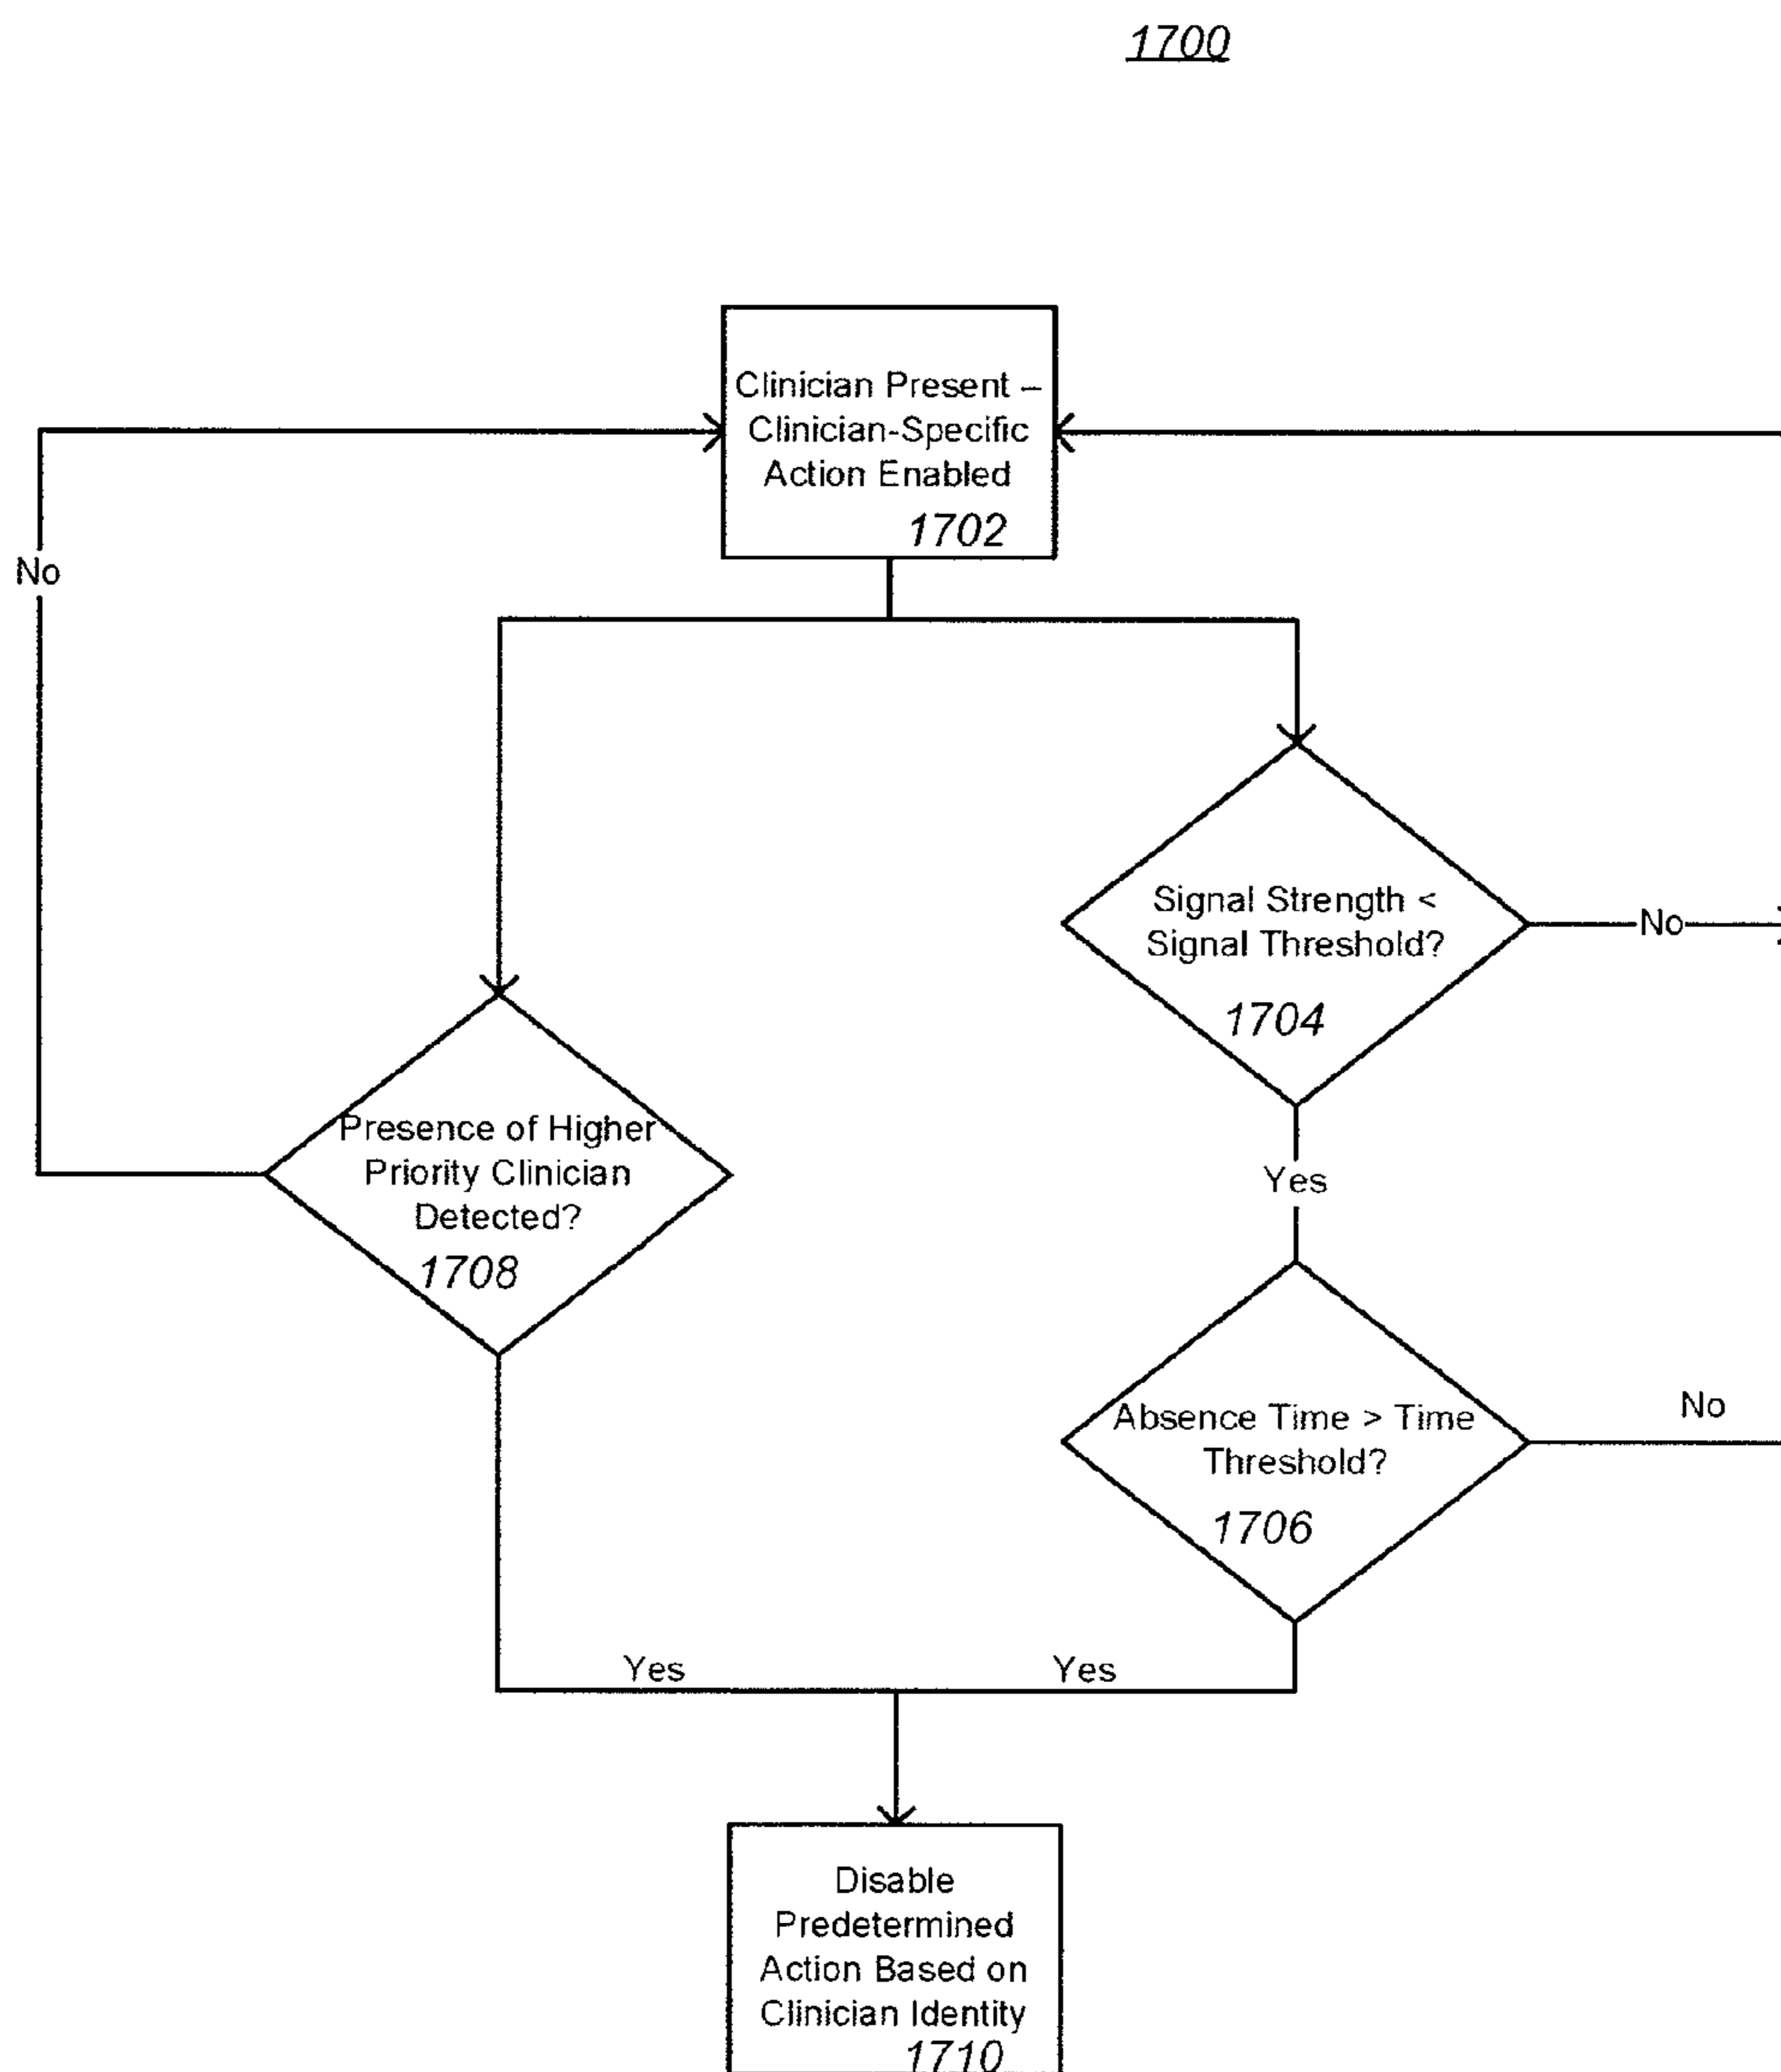 1700
Clinician Present –
Clinician-Specific
Action Enabled
1702
No
Signal Strength <
Signal Threshold?
1704
No
Yes
Presence of Higher
Priority Clinician
Detected?
1708
Absence Time > Time
Threshold?
1706
No
Yes
Yes
Disable
Predetermined
Action Based on
Clinician Identity
1710